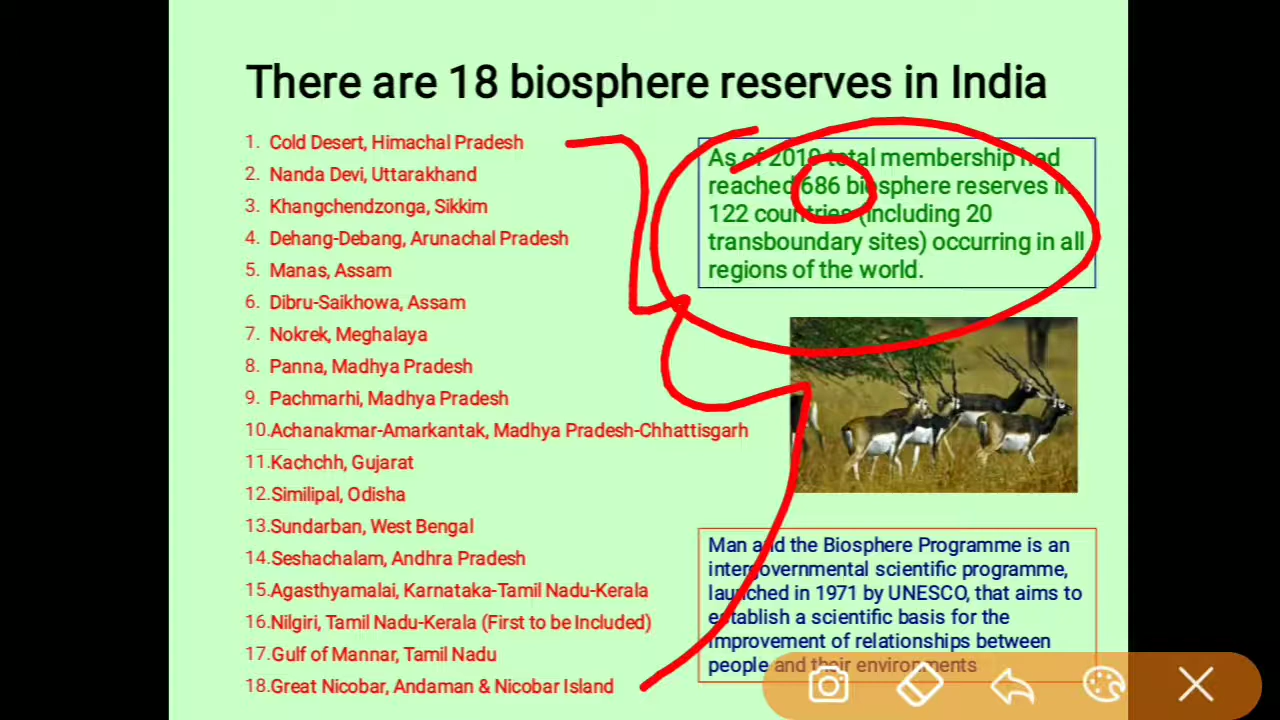 There are 18 biosphere reserves in India
1. Cold Desert, Himachal Pradesh
2. Nanda Devi, Uttarakhand
3. Khangchendzonga, Sikkim
4. Dehang-Debang, Arunachal Pradesh
5. Manas, Assam
6. Dibru-Saikhowa, Assam
7. Nokrek, Meghalaya
8. Panna, Madhya Pradesh
9. Pachmarhi, Madhya Pradesh
10.Achanakmar-Amarkantak, Madhya Pradesh-Chhattisgarh
11.Kachchh, Gujarat
12.Similipal, Odisha
13.Sundarban, West Bengal
14.Seshachalam, Andhra Pradesh
15.Agasthyamalai, Karnataka-Tamil Nadu-Kerala
16.Nilgiri, Tamil Nadu-Kerala (First to be Included)
17.Gulf of Mannar, Tamil Nadu
18.Great Nicobar, Andaman & Nicobar Island
As of 2018 total membership had
reached 686 biosphere reserves in
122 countries (including 20
transboundary sites) occurring in all
regions of the world.
Man and the Biosphere Programme is an
intergovernmental scientific programme,
launched in 1971 by UNESCO, that aims to
establish a scientific basis for the
improvement of relationships between
people and their environments